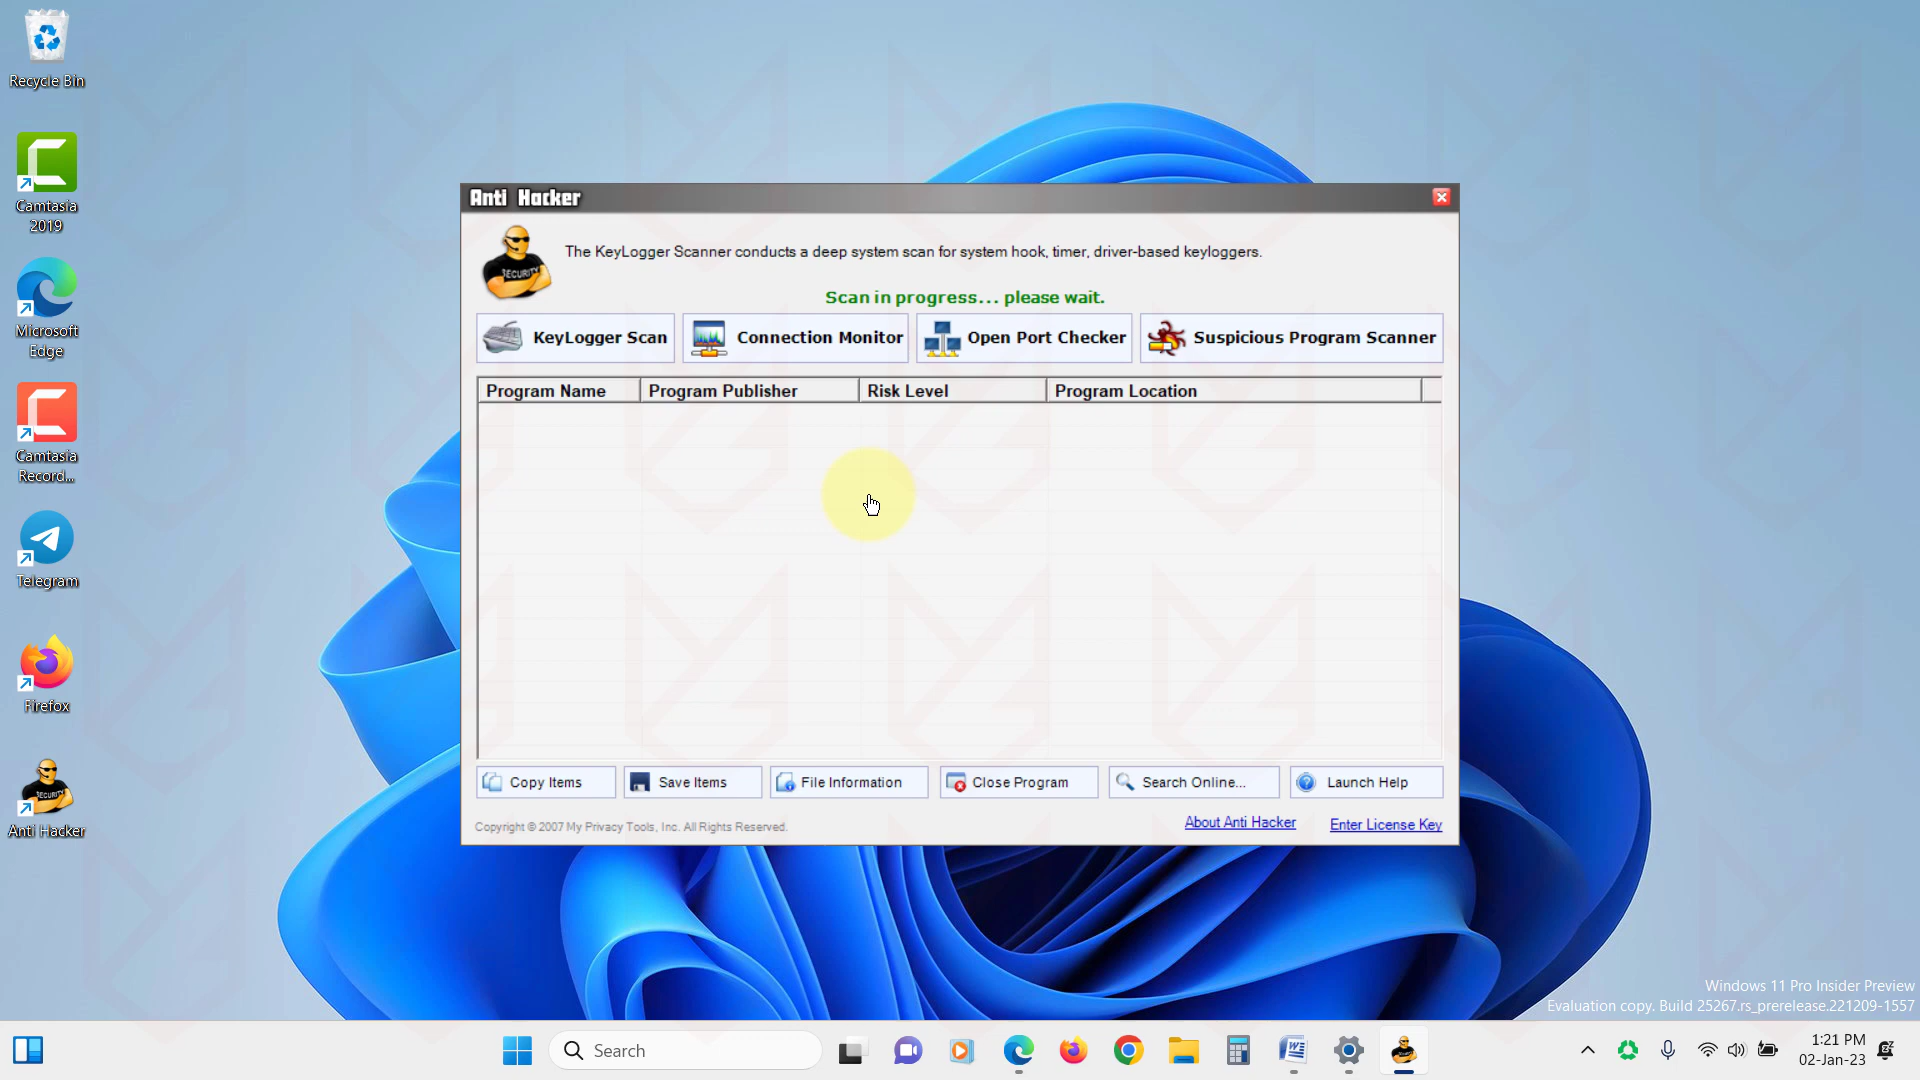 Recycle Bin
Camtasia
2019
Microsoft
Edge
Camtasia
Record...
Telegram
Firefox
Anti Hacker
Anti Hacker
SECURITY
The KeyLogger Scanner conducts a deep system scan for system hook, timer, driver-based keyloggers.
Scan in progress... please wait.
KeyLogger Scan
Connection Monitor
Open Port Checker
Suspicious Program Scanner
Program Name
Program Publisher
Risk Level
Program Location
Copy Items
Save Items
File Information
Close Program
Search Online...
Launch Help
Copyright © 2007 My Privacy Tools, Inc. All Rights Reserved.
About Anti Hacker
Enter License Key
Windows 11 Pro Insider Preview
Evaluation copy. Build 25267.rs_prerelease.221209-1557
Search
1:21 PM
02-Jan-23